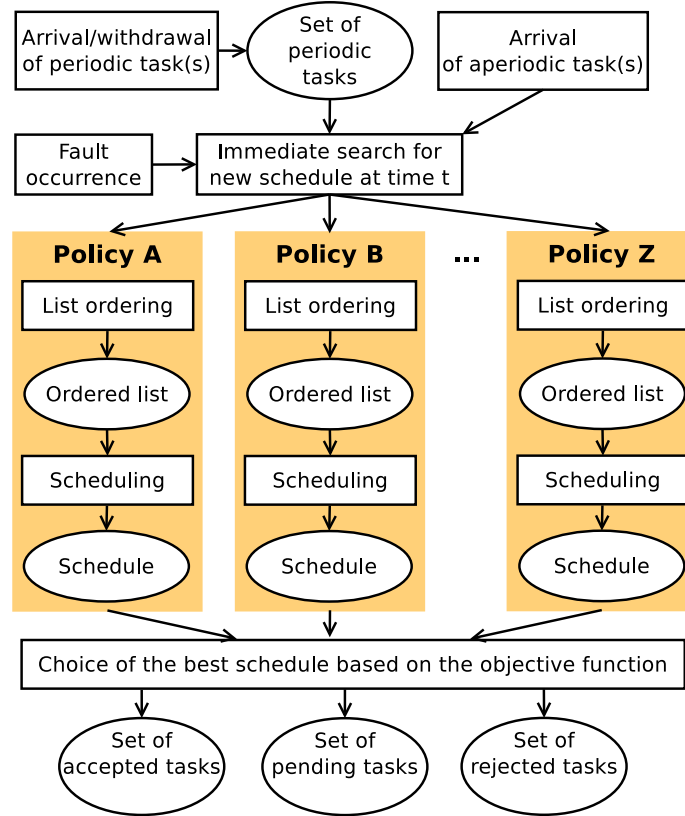 Arrival/withdrawal
of periodic task(s)
Set of
periodic
tasks
Arrival
of aperiodic task(s)
Fault
occurrence
Immediate search for
new schedule at time t
Policy A
List ordering
Ordered list
Scheduling
Schedule
Policy B
List ordering
Ordered list
Scheduling
Schedule
...
Policy Z
List ordering
Ordered list
Scheduling
Schedule
Choice of the best schedule based on the objective function
Set of
accepted tasks
Set of
pending tasks
Set of
rejected tasks